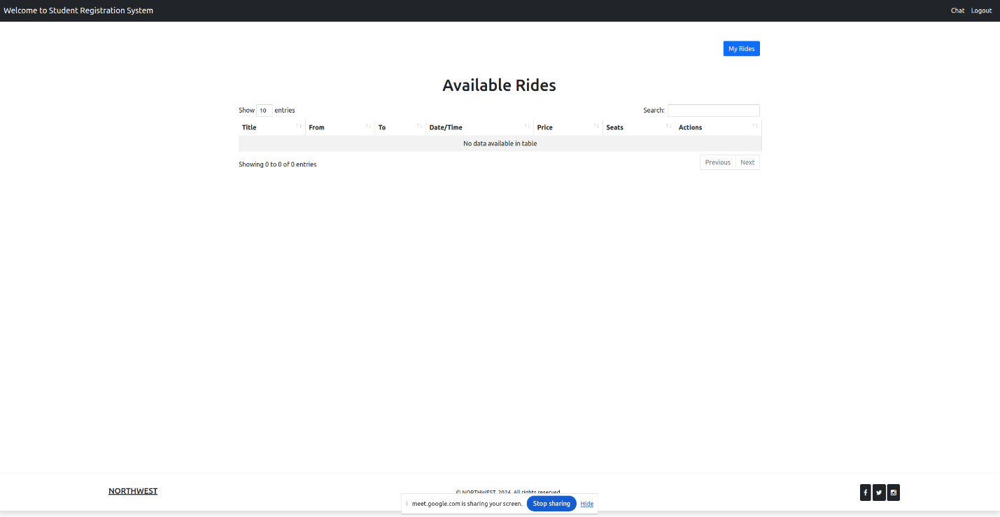 Welcome to Student Registration System
Chat Logout
My Rides
Available Rides
Show 10 entries Search:
Title From To Date/Time Price Seats Actions
No data available in table
Showing 0 to 0 of 0 entries
Previous Next
NORTHWEST
© NORTHWEST, 2024. All rights reserved.
meet.google.com is sharing your screen. Stop sharing Hide